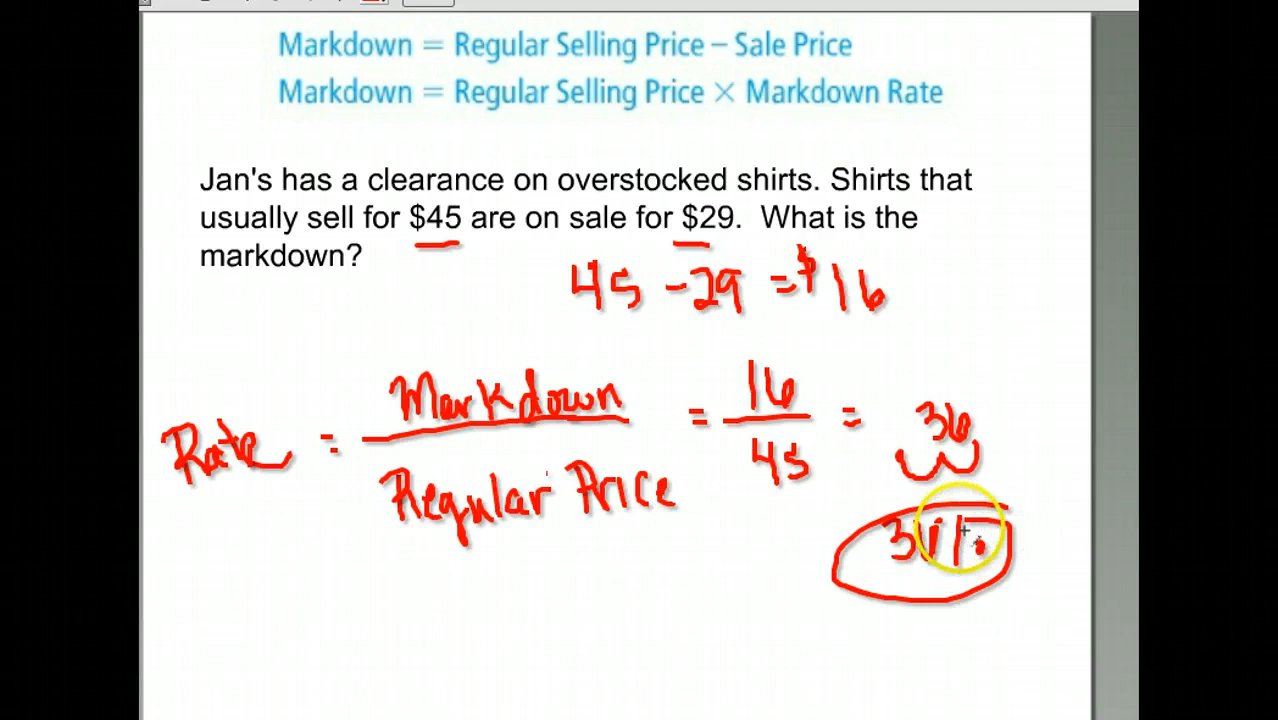 Markdown = Regular Selling Price – Sale Price
Markdown = Regular Selling Price × Markdown Rate
Jan's has a clearance on overstocked shirts. Shirts that
usually sell for $45 are on sale for $29. What is the
markdown?
45 - 29 = $16
Rate = Markdown / Regular Price = 16 / 45 = 36
36%